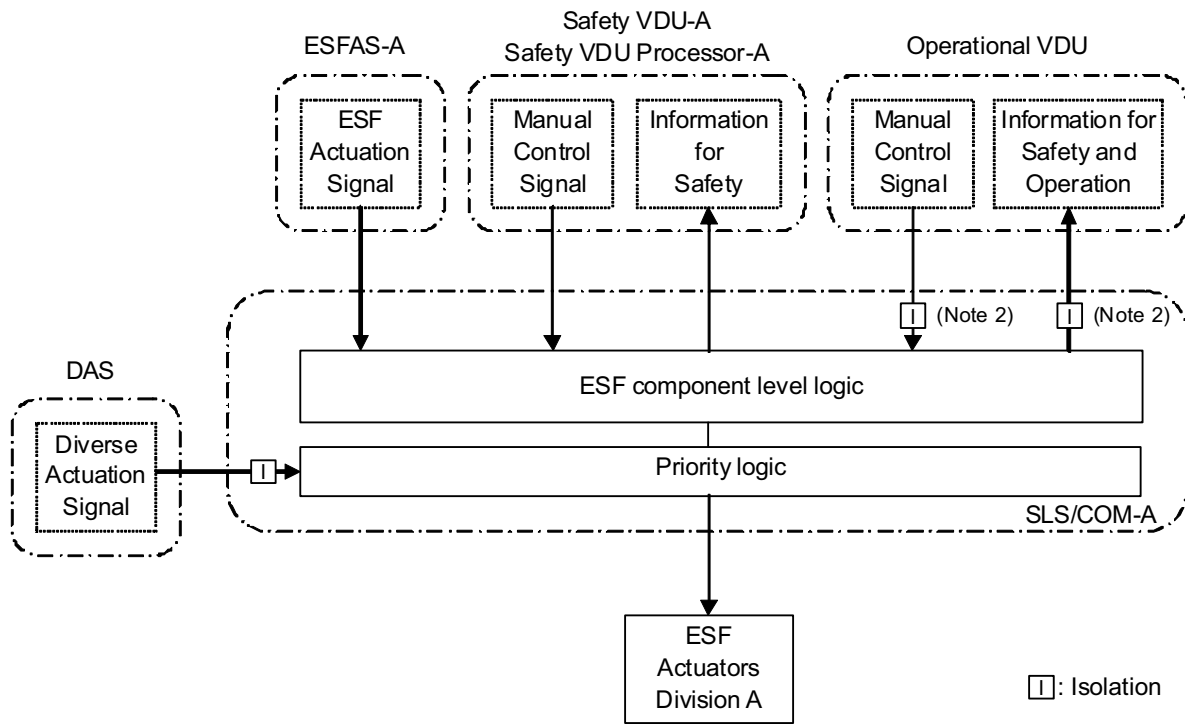 ESFAS-A
Safety VDU-A
Safety VDU Processor-A
Operational VDU
ESF
Actuation
Signal
Manual
Control
Signal
Information
for
Safety
Manual
Control
Signal
Information for
Safety and
Operation
I (Note 2)
I (Note 2)
ESF component level logic
DAS
Diverse
Actuation
Signal
I
Priority logic
SLS/COM-A
ESF
Actuators
Division A
I : Isolation